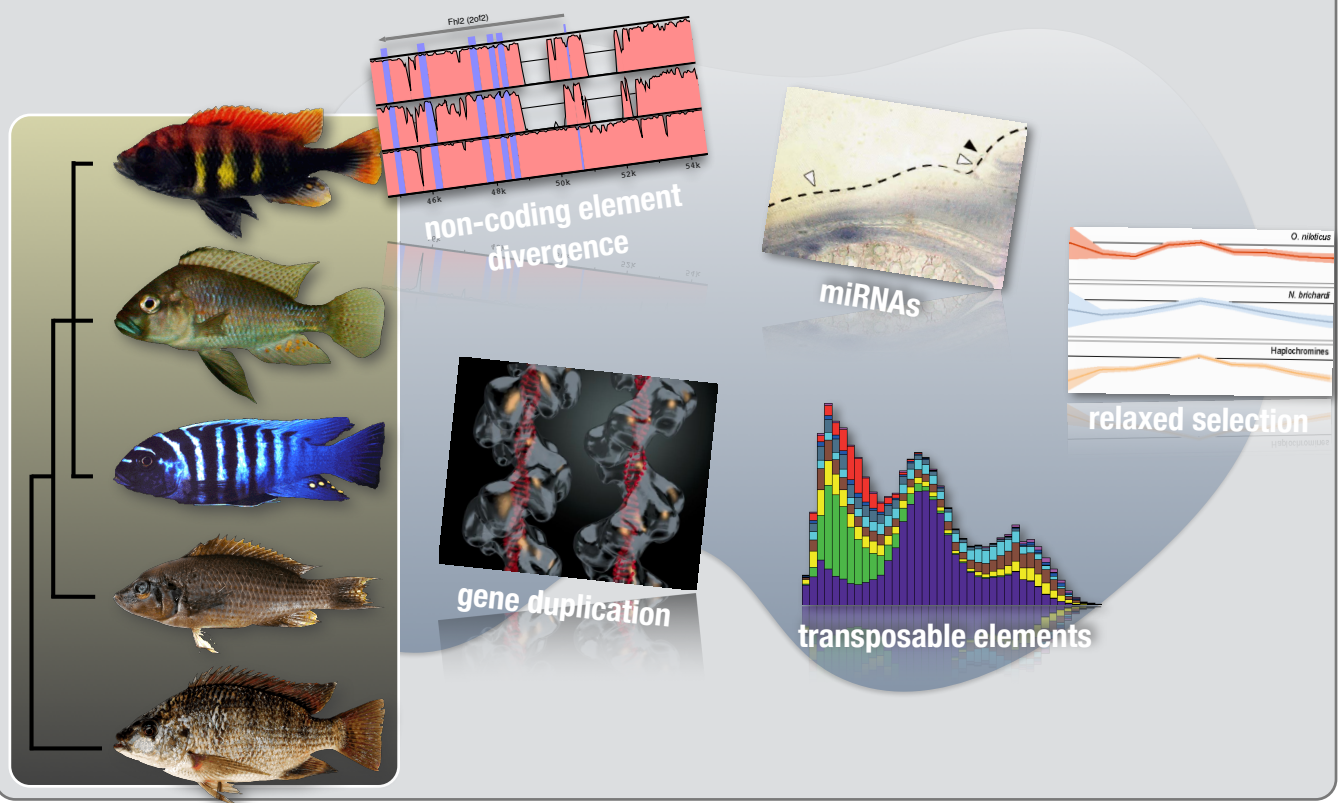 Fhl2 (2of2)
46k
48k
50k
52k
54k
non-coding element
divergence
miRNAs
O. niloticus
N. brichardi
Haplochromines
relaxed selection
gene duplication
transposable elements